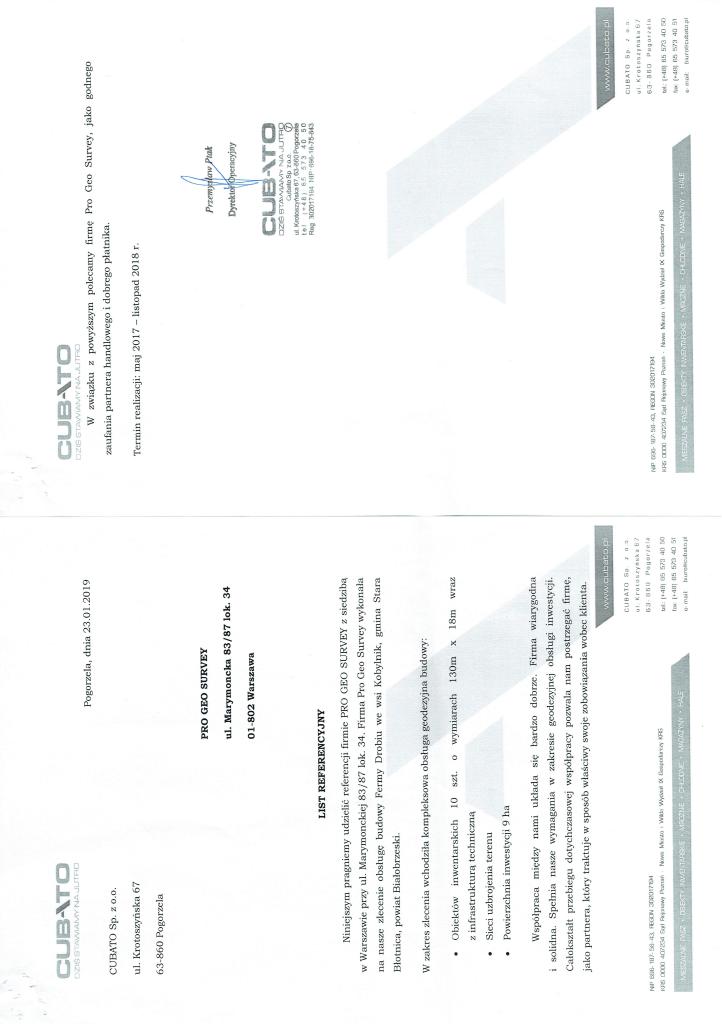 CUBATO
DZIŚ STAWIAMY NA JUTRO
Pogorzela, dnia 23.01.2019
CUBATO Sp. z o.o.
ul. Krotoszyńska 67
63-860 Pogorzela
PRO GEO SURVEY
ul. Marymoncka 83/87 lok. 34
01-802 Warszawa
LIST REFERENCYJNY
Niniejszym pragniemy udzielić referencji firmie PRO GEO SURVEY z siedzibą
w Warszawie przy ul. Marymonckiej 83/87 lok. 34. Firma Pro Geo Survey wykonała
na nasze zlecenie obsługę budowy Fermy Drobiu we wsi Kobylnik, gmina Stara
Błotnica, powiat Białobrzeski.
W zakres zlecenia wchodziła kompleksowa obsługa geodezyjna budowy:
• Obiektów inwentarskich 10 szt. o wymiarach 130m x 18m wraz
z infrastrukturą techniczną
• Sieci uzbrojenia terenu
• Powierzchnia inwestycji 9 ha
Współpraca między nami układa się bardzo dobrze. Firma wiarygodna
i solidna. Spełnia nasze wymagania w zakresie geodezyjnej obsługi inwestycji.
Całokształt przebiegu dotychczasowej współpracy pozwala nam postrzegać firmę,
jako partnera, który traktuje w sposób właściwy swoje zobowiązania wobec klienta.
www.cubato.pl
CUBATO Sp. z o.o.
ul. Krotoszyńska 67
63-860 Pogorzela
tel.: (+48) 65 573 40 50
fax: (+48) 65 573 40 51
e-mail: biuro@cubato.pl
NIP 696-187-58-43, REGON 302017194
KRS 0000 407234 Sąd Rejonowy Poznań - Nowe Miasto i Wilda Wydział IX Gospodarczy KRS
MIESZALNIE PASZ • OBIEKTY INWENTARSKIE • MROŹNIE • CHŁODNIE • MAGAZYNY • HALE
CUBATO
DZIŚ STAWIAMY NA JUTRO
W związku z powyższym polecamy firmę Pro Geo Survey, jako godnego
zaufania partnera handlowego i dobrego płatnika.
Termin realizacji: maj 2017 – listopad 2018 r.
Przemysław Ptak
Dyrektor Operacyjny
CUBATO
DZIŚ STAWIAMY NA JUTRO
Cubato Sp. z o.o.
ul. Krotoszyńska 67, 63-860 Pogorzela
tel. (+48) 65 573 40 50
Reg. 302017194 NIP: 696-18-75-843
www.cubato.pl
CUBATO Sp. z o.o.
ul. Krotoszyńska 67
63-860 Pogorzela
tel.: (+48) 65 573 40 50
fax: (+48) 65 573 40 51
e-mail: biuro@cubato.pl
NIP 696-187-58-43, REGON 302017194
KRS 0000 407234 Sąd Rejonowy Poznań - Nowe Miasto i Wilda Wydział IX Gospodarczy KRS
MIESZALNIE PASZ • OBIEKTY INWENTARSKIE • MROŹNIE • CHŁODNIE • MAGAZYNY • HALE